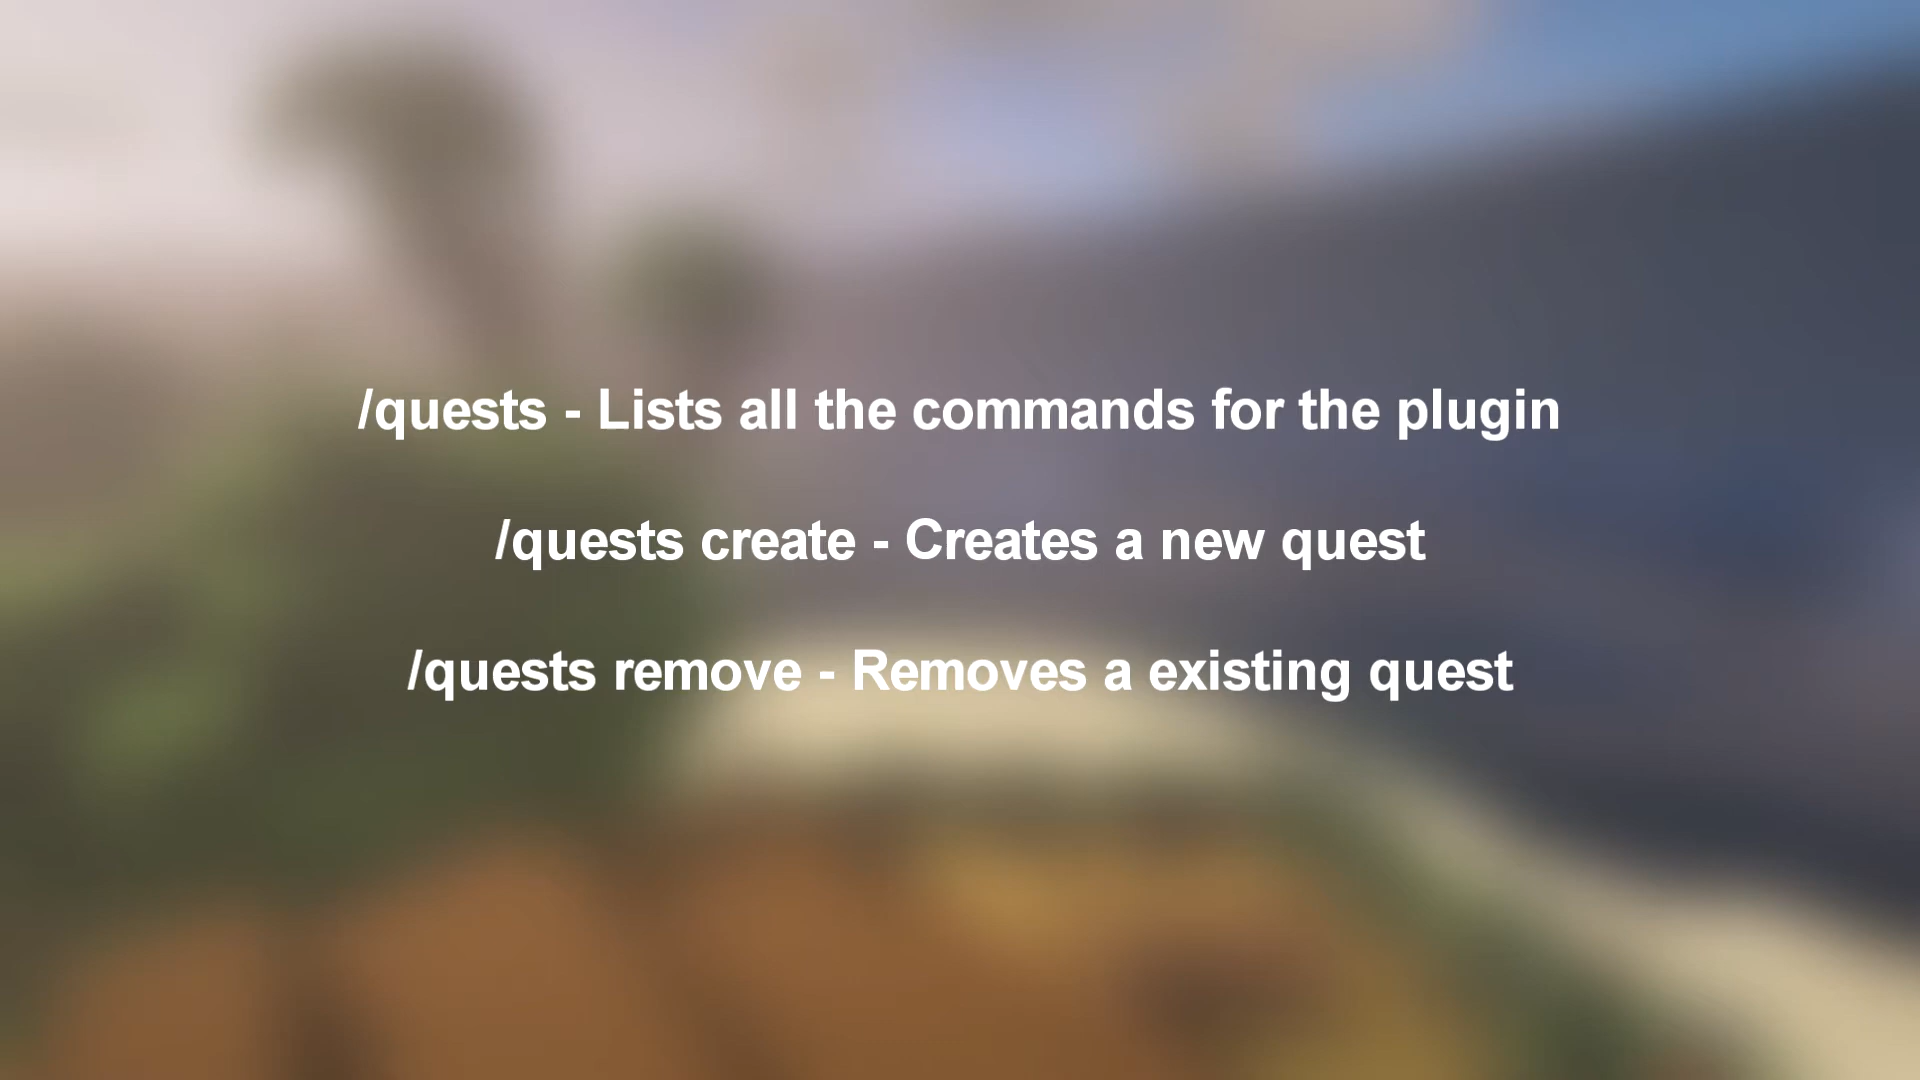 /quests - Lists all the commands for the plugin
/quests create - Creates a new quest
/quests remove - Removes a existing quest